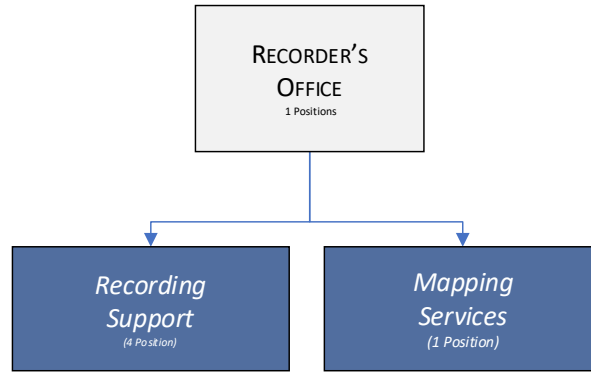 RECORDER'S
OFFICE
1 Positions
Recording
Support
(4 Position)
Mapping
Services
(1 Position)